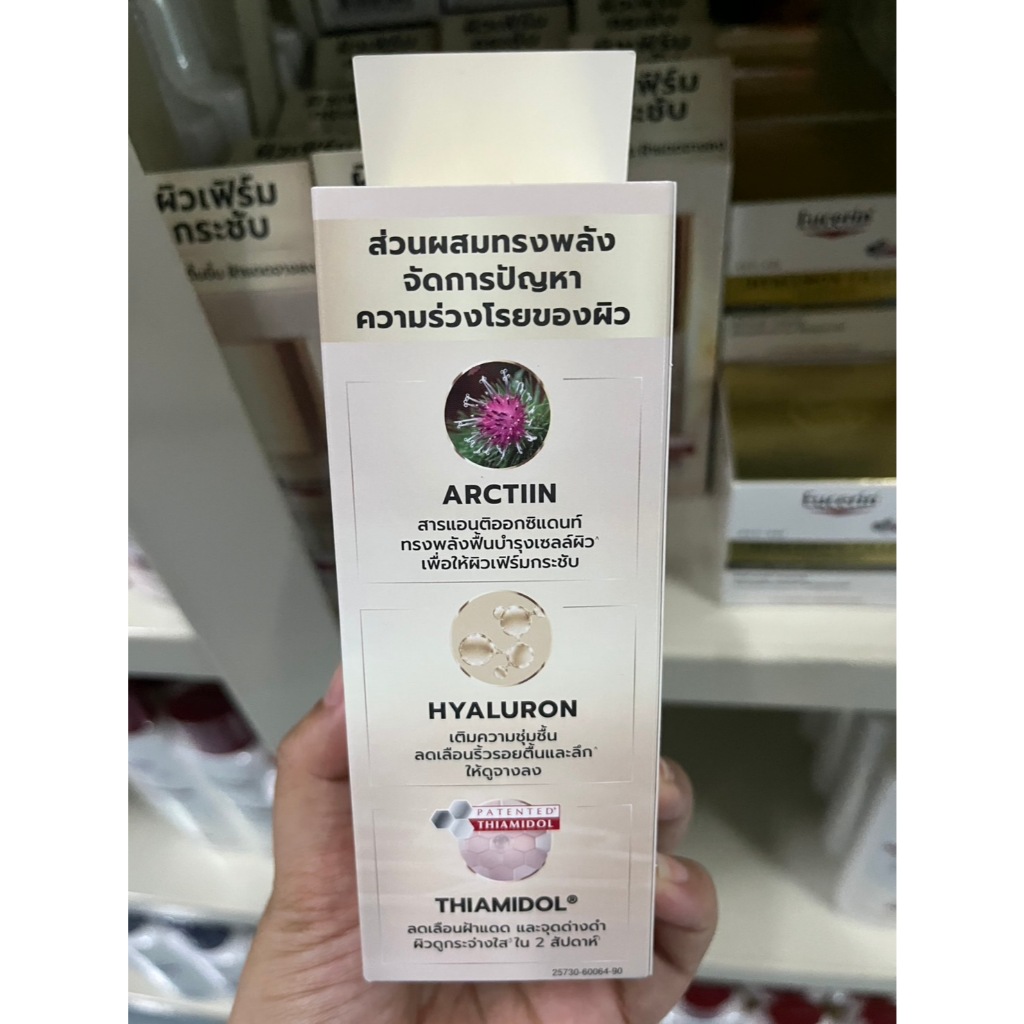 ส่วนผสมทรงพลัง
จัดการปัญหา
ความร่วงโรยของผิว
ARCTIIN
สารแอนติออกซิแดนท์
ทรงพลังฟื้นบำรุงเซลล์ผิว^
เพื่อให้ผิวเฟิร์มกระชับ
HYALURON
เติมความชุ่มชื้น
ลดเลือนริ้วรอยตื้นและลึก^
ให้ดูจางลง
PATENTED
THIAMIDOL
THIAMIDOL®
ลดเลือนฝ้าแดด และจุดด่างดำ
ผิวดูกระจ่างใส^ใน 2 สัปดาห์^
25730-60064-90
ผิวเฟิร์ม
กระชับ
Eucerin
Eucerin